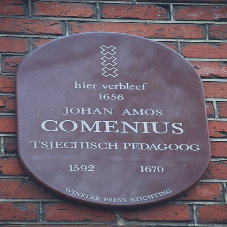 hier verbleef
1656
JOHAN AMOS
COMENIUS
TSJECHISCH PEDAGOOG
1592 1670
WINKLER PRINS STICHTING